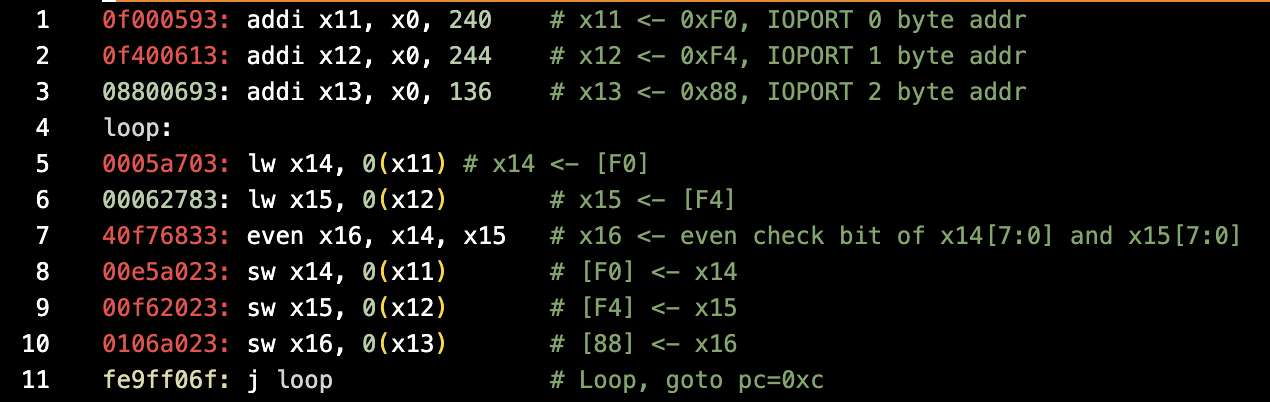 1 0f000593: addi x11, x0, 240 # x11 <- 0xF0, IOPORT 0 byte addr
2 0f400613: addi x12, x0, 244 # x12 <- 0xF4, IOPORT 1 byte addr
3 08800693: addi x13, x0, 136 # x13 <- 0x88, IOPORT 2 byte addr
4 loop:
5 0005a703: lw x14, 0(x11) # x14 <- [F0]
6 00062783: lw x15, 0(x12) # x15 <- [F4]
7 40f76833: even x16, x14, x15 # x16 <- even check bit of x14[7:0] and x15[7:0]
8 00e5a023: sw x14, 0(x11) # [F0] <- x14
9 00f62023: sw x15, 0(x12) # [F4] <- x15
10 0106a023: sw x16, 0(x13) # [88] <- x16
11 fe9ff06f: j loop # Loop, goto pc=0xc